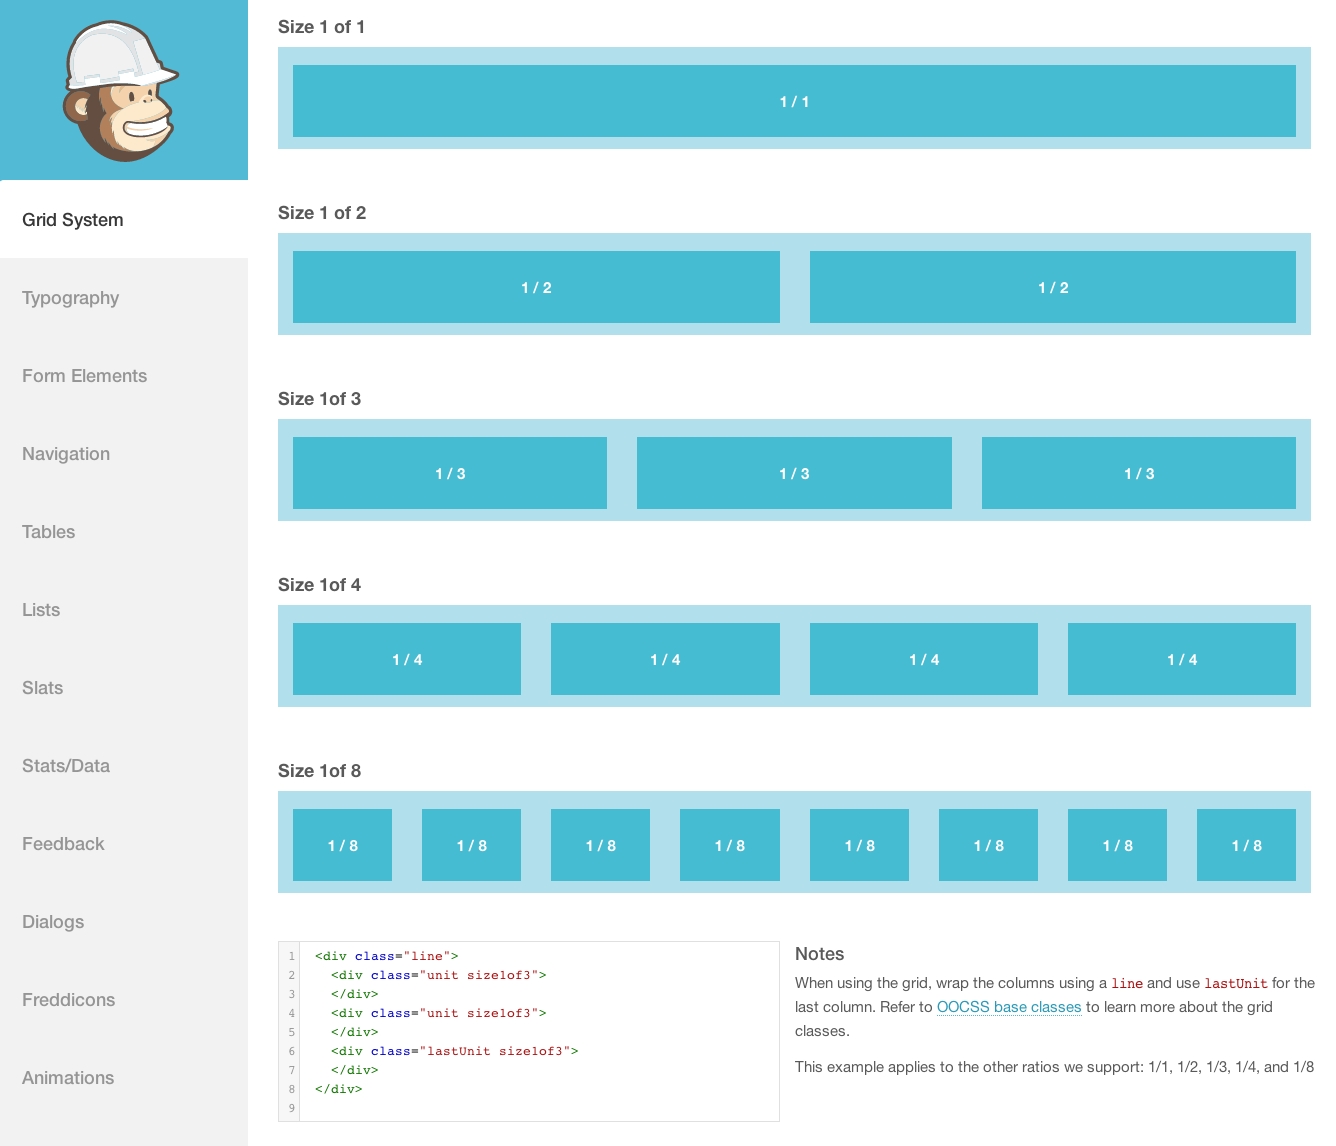 Grid System
Typography
Form Elements
Navigation
Tables
Lists
Slats
Stats/Data
Feedback
Dialogs
Freddicons
Animations
Size 1 of 1
1 / 1
Size 1 of 2
1 / 2 1 / 2
Size 1of 3
1 / 3 1 / 3 1 / 3
Size 1of 4
1 / 4 1 / 4 1 / 4 1 / 4
Size 1of 8
1 / 8 1 / 8 1 / 8 1 / 8 1 / 8 1 / 8 1 / 8 1 / 8
1 <div class="line">
2 <div class="unit size1of3">
3 </div>
4 <div class="unit size1of3">
5 </div>
6 <div class="lastUnit size1of3">
7 </div>
8 </div>
9
Notes
When using the grid, wrap the columns using a line and use lastUnit for the
last column. Refer to OOCSS base classes to learn more about the grid
classes.
This example applies to the other ratios we support: 1/1, 1/2, 1/3, 1/4, and 1/8